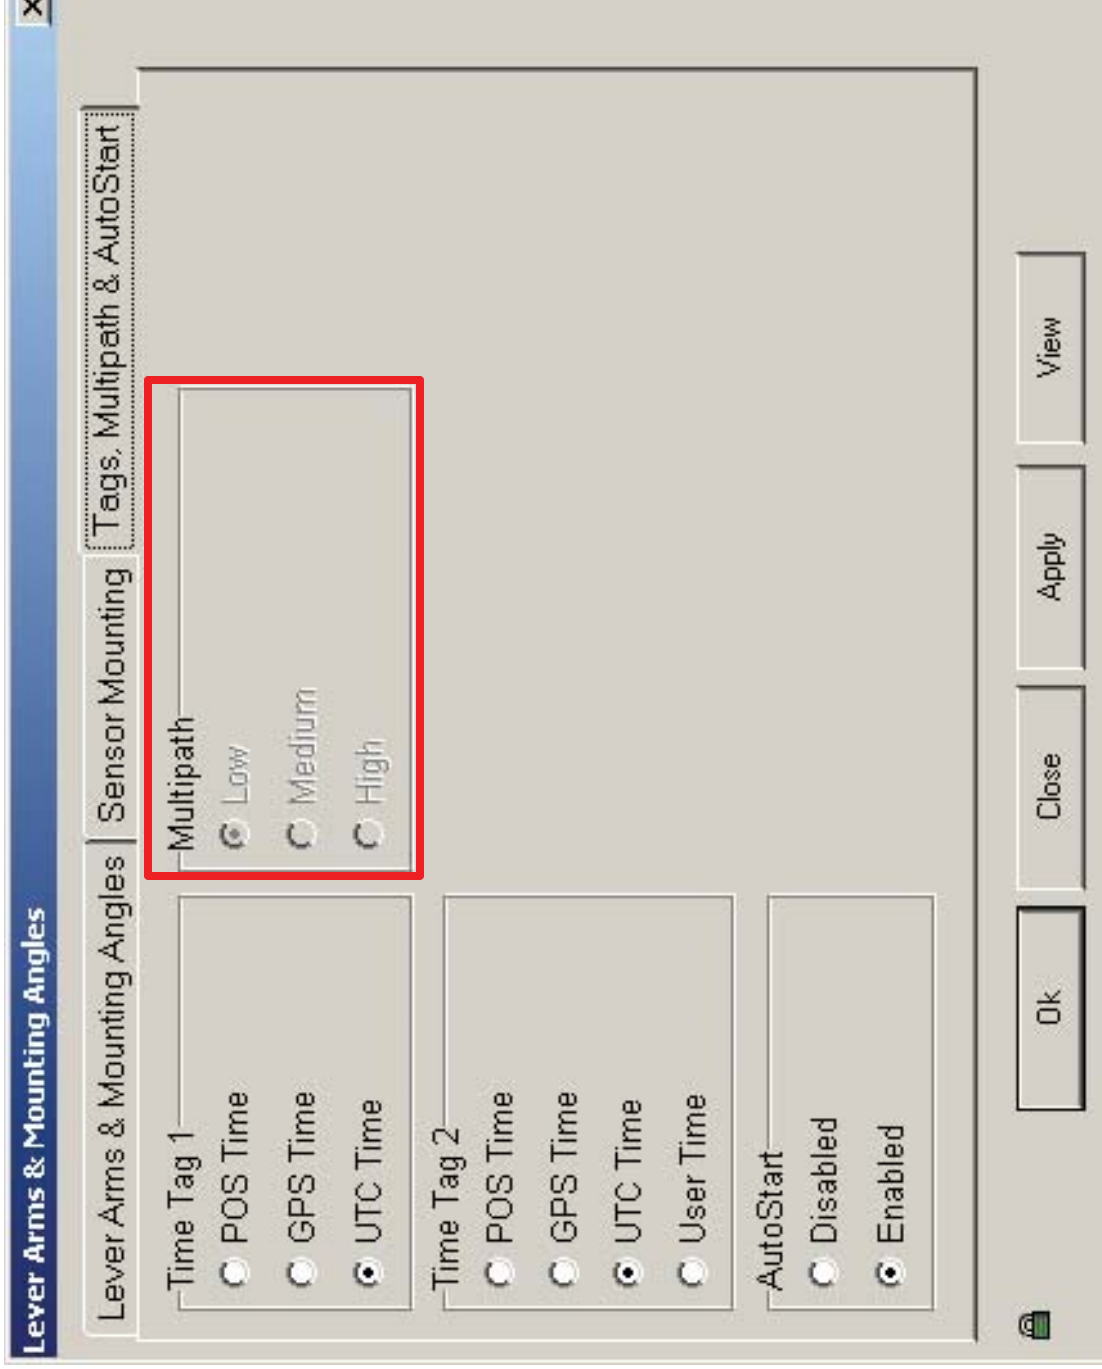 Lever Arms & Mounting Angles
Lever Arms & Mounting Angles
Sensor Mounting
Tags, Multipath & AutoStart
Time Tag 1
POS Time
GPS Time
UTC Time
Multipath
Low
Medium
High
Time Tag 2
POS Time
GPS Time
UTC Time
User Time
AutoStart
Disabled
Enabled
Ok
Close
Apply
View